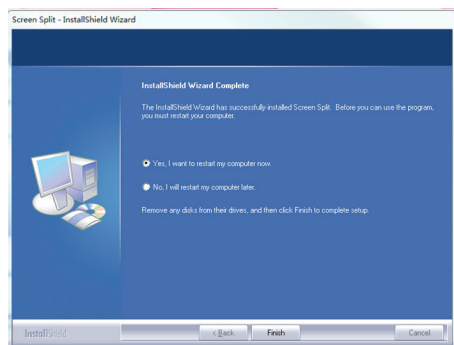 Screen Split - InstallShield Wizard
InstallShield Wizard Complete
The InstallShield Wizard has successfully installed Screen Split. Before you can use the program,
you must restart your computer.
Yes, I want to restart my computer now.
No, I will restart my computer later.
Remove any disks from their drives, and then click Finish to complete setup.
InstallShield
< Back
Finish
Cancel